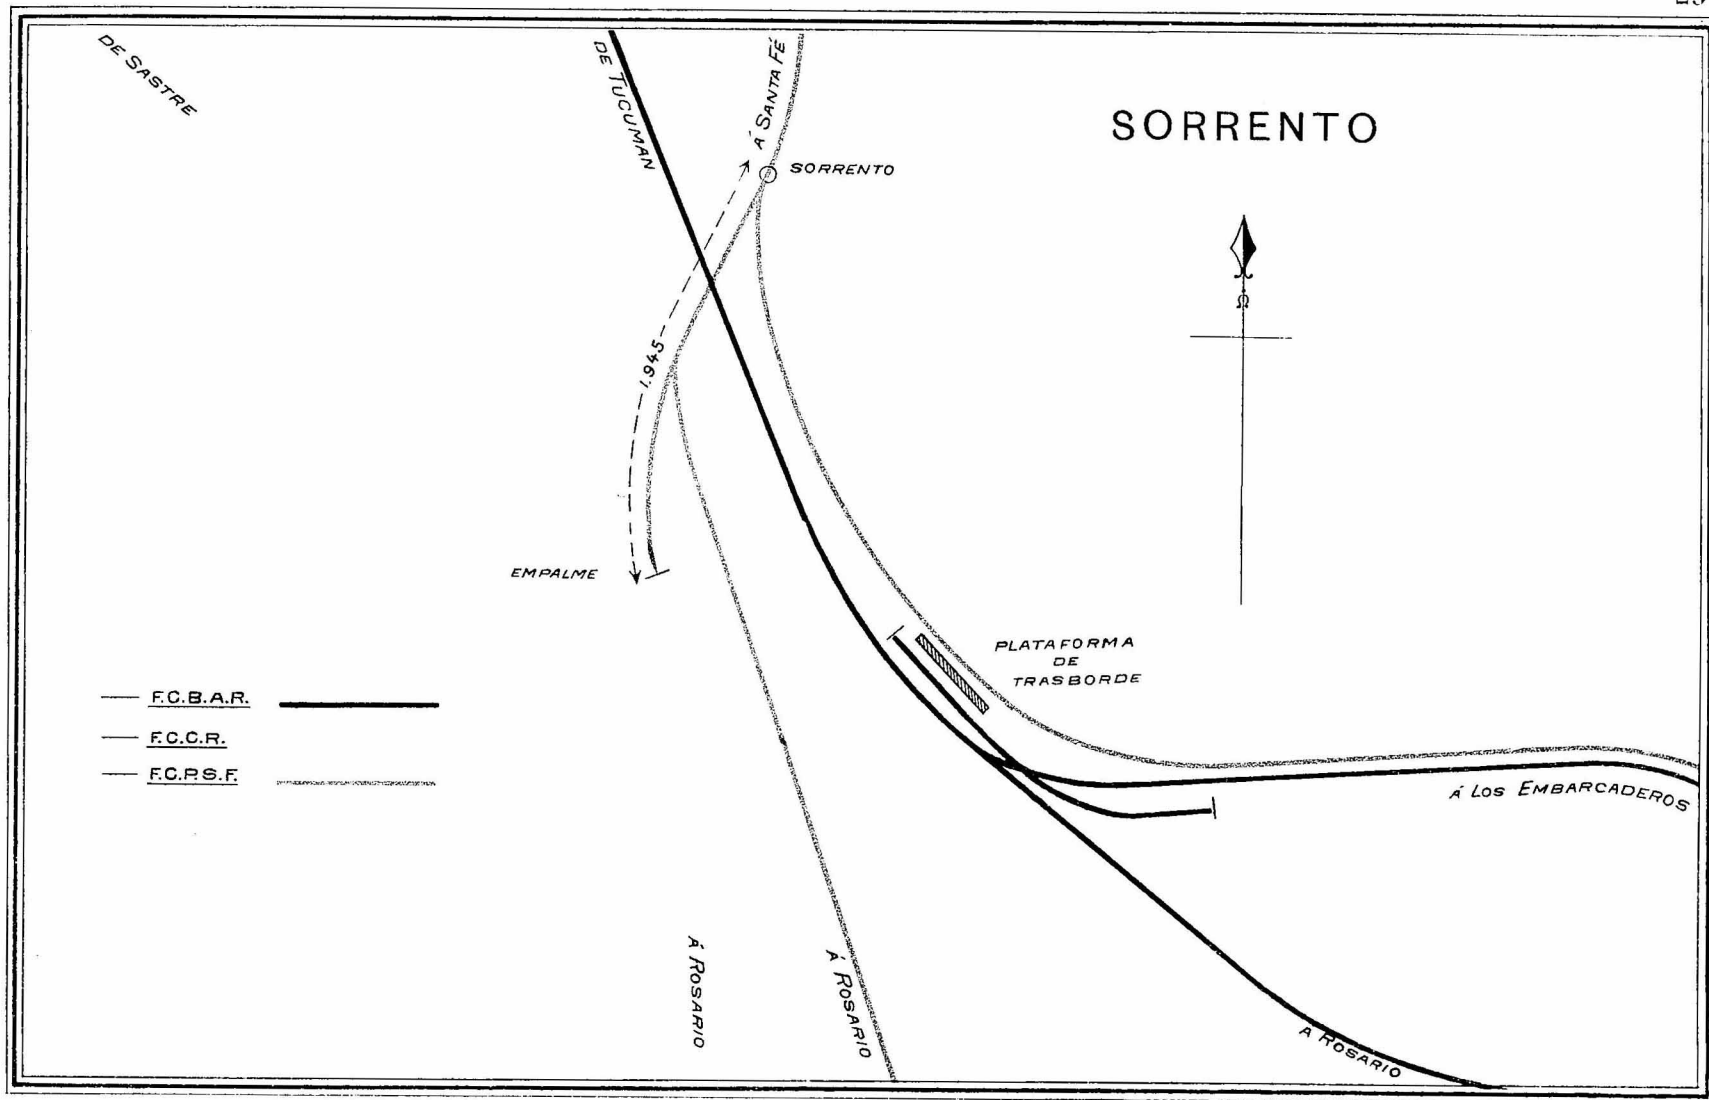 DE SASTRE
DE TUCUMAN
Á SANTA FÉ
SORRENTO
SORRENTO
1.945
EMPALME
PLATAFORMA
DE
TRASBORDE
F.C.B.A.R.
F.C.C.R.
F.C.P.S.F.
Á LOS EMBARCADEROS
Á ROSARIO
Á ROSARIO
A ROSARIO